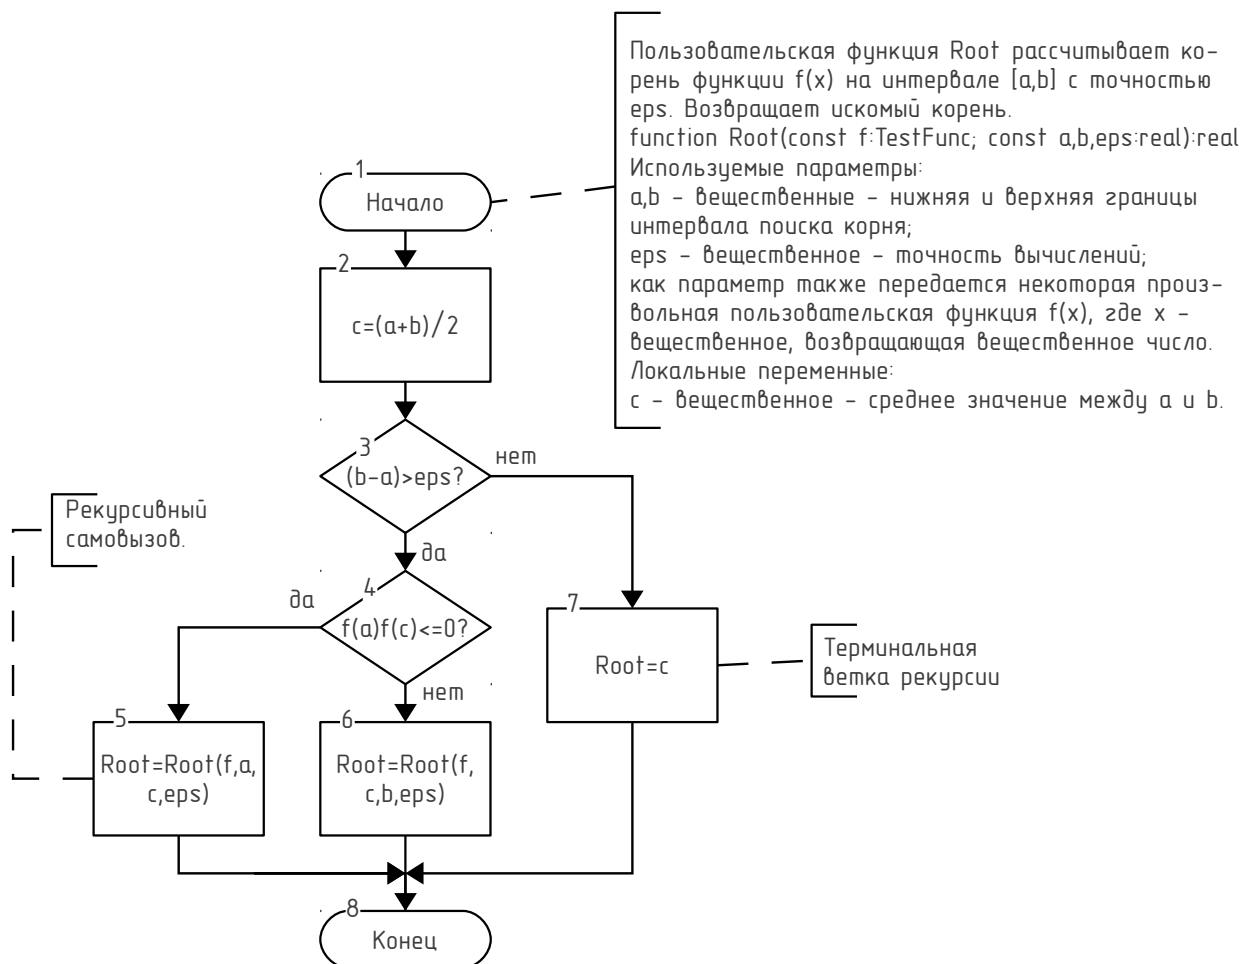 Пользовательская функция Root рассчитывает ко-
рень функции f(x) на интервале [a,b] с точностью
eps. Возвращает искомый корень.
function Root(const f:TestFunc; const a,b,eps:real):real
Используемые параметры:
a,b - вещественные - нижняя и верхняя границы
интервала поиска корня;
eps - вещественное - точность вычислений;
как параметр также передается некоторая произ-
вольная пользовательская функция f(x), где x -
вещественное, возвращающая вещественное число.
Локальные переменные:
c - вещественное - среднее значение между a и b.
1
Начало
2
c=(a+b)/2
3
(b-a)>eps?
нет
да
Рекурсивный
самовызов.
4
f(a)f(c)<=0?
да
нет
7
Root=c
Терминальная
ветка рекурсии
5
Root=Root(f,a,
c,eps)
6
Root=Root(f,
c,b,eps)
8
Конец